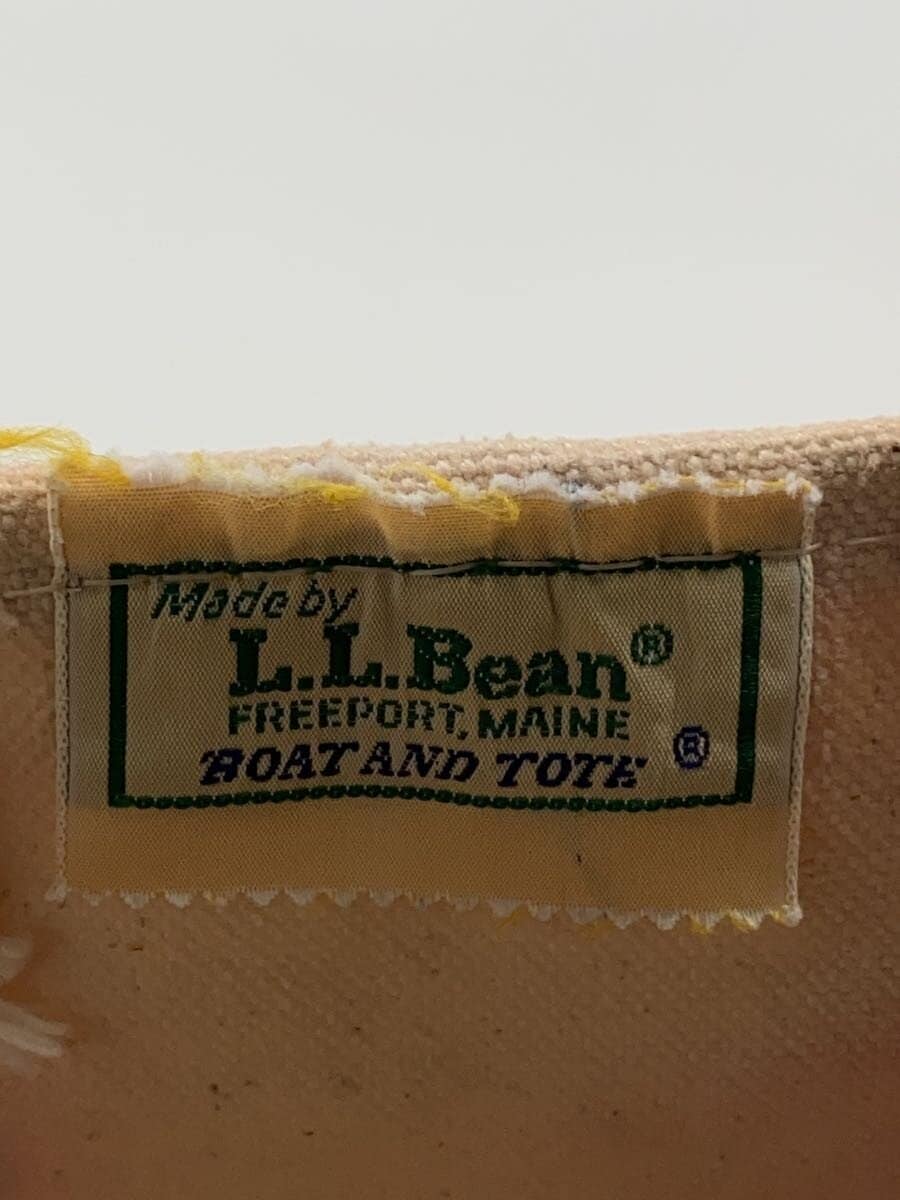 Made by
L.L.Bean®
FREEPORT, MAINE
BOAT AND TOTE ®